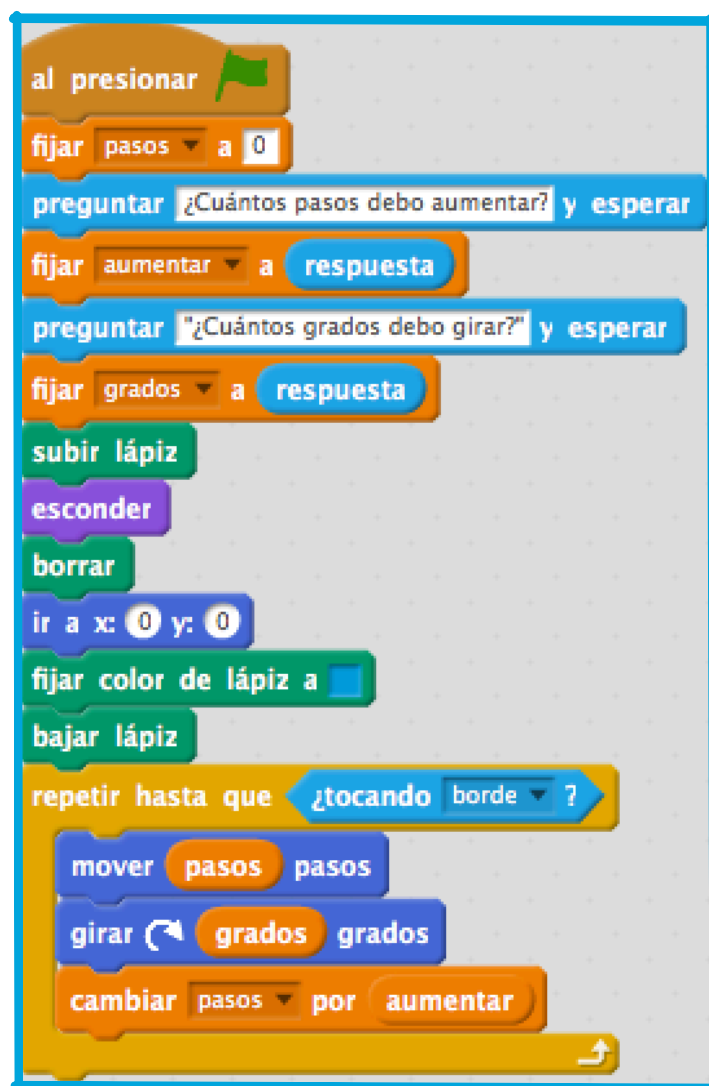 al presionar
fijar pasos a 0
preguntar ¿Cuántos pasos debo aumentar? y esperar
fijar aumentar a respuesta
preguntar "¿Cuántos grados debo girar?" y esperar
fijar grados a respuesta
subir lápiz
esconder
borrar
ir a x: 0 y: 0
fijar color de lápiz a
bajar lápiz
repetir hasta que ¿tocando borde ?
mover pasos pasos
girar grados grados
cambiar pasos por aumentar